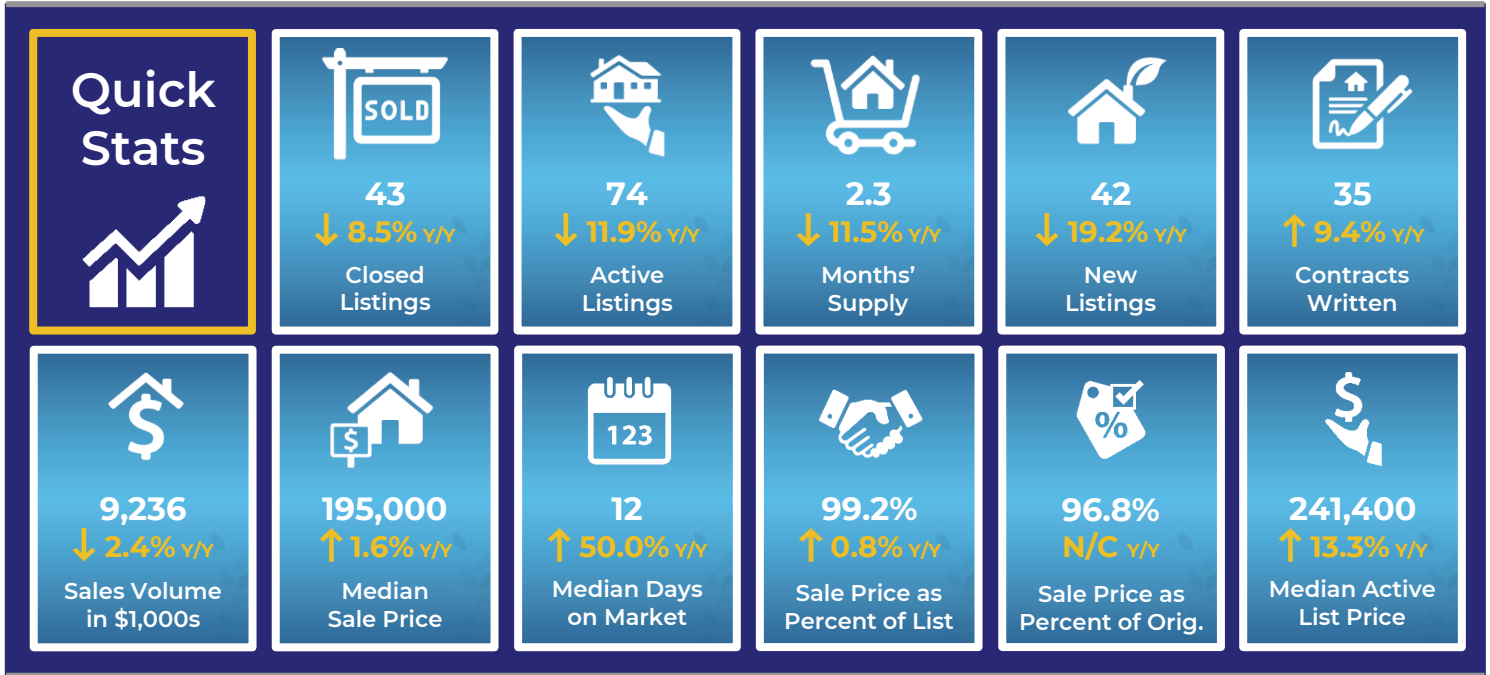 Quick
Stats
SOLD
43
↓ 8.5% Y/Y
Closed
Listings
74
↓ 11.9% Y/Y
Active
Listings
2.3
↓ 11.5% Y/Y
Months’
Supply
42
↓ 19.2% Y/Y
New
Listings
35
↑ 9.4% Y/Y
Contracts
Written
$
9,236
↓ 2.4% Y/Y
Sales Volume
in $1,000s
$
195,000
↑ 1.6% Y/Y
Median
Sale Price
123
12
↑ 50.0% Y/Y
Median Days
on Market
99.2%
↑ 0.8% Y/Y
Sale Price as
Percent of List
%
96.8%
N/C Y/Y
Sale Price as
Percent of Orig.
$
241,400
↑ 13.3% Y/Y
Median Active
List Price